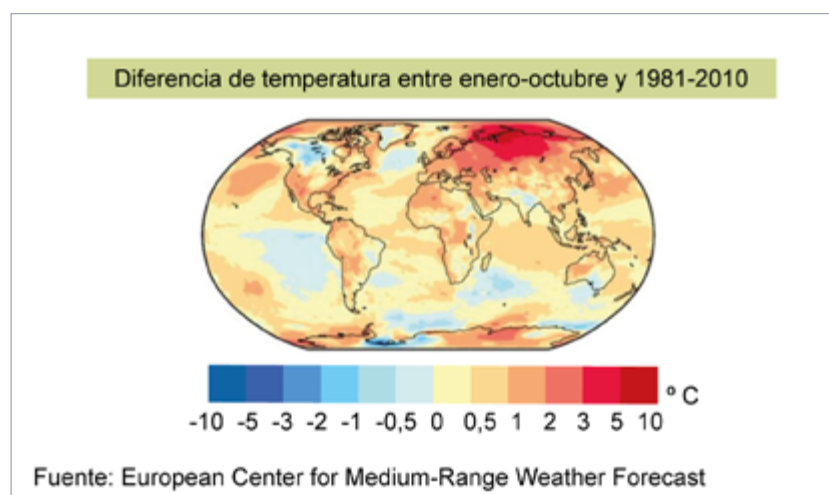 Diferencia de temperatura entre enero-octubre y 1981-2010
º C
-10 -5 -3 -2 -1 -0,5 0 0,5 1 2 3 5 10
Fuente: European Center for Medium-Range Weather Forecast